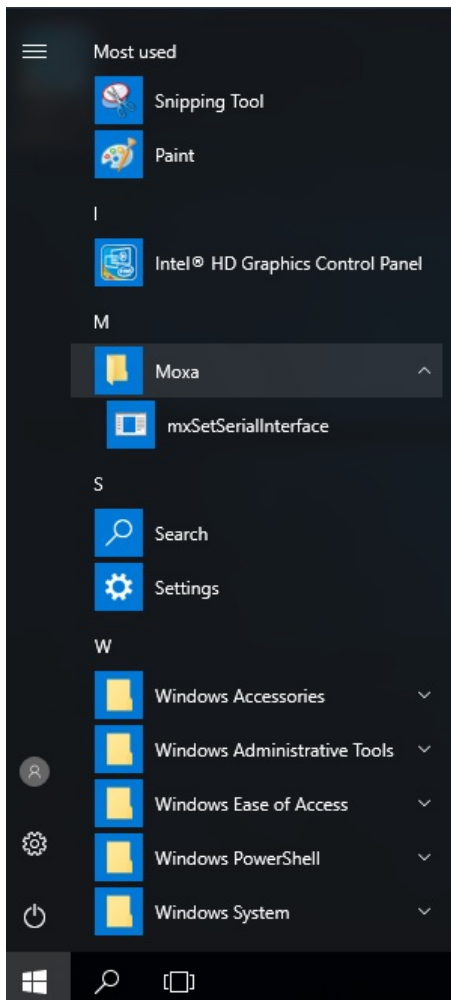 Most used
Snipping Tool
Paint
I
Intel® HD Graphics Control Panel
M
Moxa
mxSetSerialInterface
S
Search
Settings
W
Windows Accessories
Windows Administrative Tools
Windows Ease of Access
Windows PowerShell
Windows System